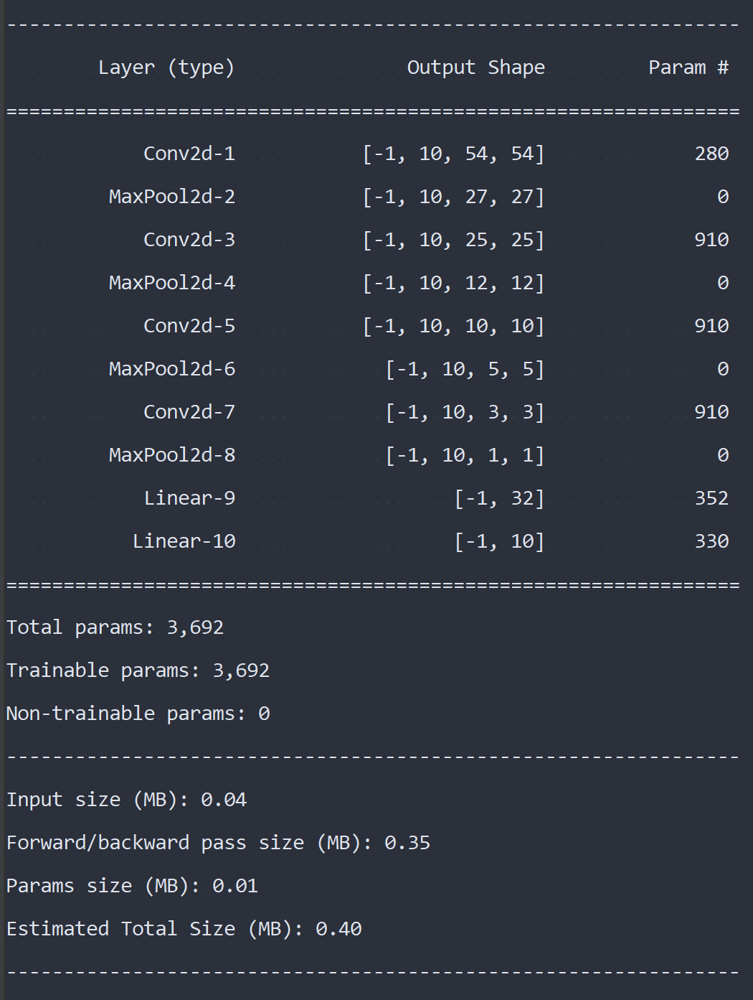 ----------------------------------------------------------------
Layer (type) Output Shape Param #
================================================================
Conv2d-1 [-1, 10, 54, 54] 280
MaxPool2d-2 [-1, 10, 27, 27] 0
Conv2d-3 [-1, 10, 25, 25] 910
MaxPool2d-4 [-1, 10, 12, 12] 0
Conv2d-5 [-1, 10, 10, 10] 910
MaxPool2d-6 [-1, 10, 5, 5] 0
Conv2d-7 [-1, 10, 3, 3] 910
MaxPool2d-8 [-1, 10, 1, 1] 0
Linear-9 [-1, 32] 352
Linear-10 [-1, 10] 330
================================================================
Total params: 3,692
Trainable params: 3,692
Non-trainable params: 0
----------------------------------------------------------------
Input size (MB): 0.04
Forward/backward pass size (MB): 0.35
Params size (MB): 0.01
Estimated Total Size (MB): 0.40
----------------------------------------------------------------